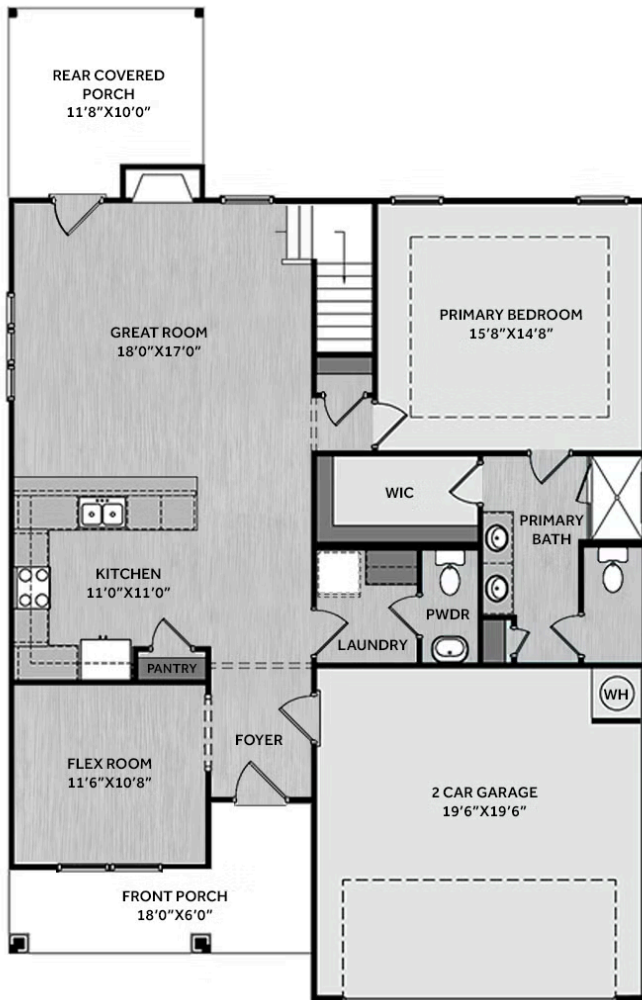 REAR COVERED
PORCH
11'8"X10'0"
GREAT ROOM
18'0"X17'0"
PRIMARY BEDROOM
15'8"X14'8"
WIC
PRIMARY
BATH
KITCHEN
11'0"X11'0"
PWDR
LAUNDRY
PANTRY
WH
FOYER
FLEX ROOM
11'6"X10'8"
2 CAR GARAGE
19'6"X19'6"
FRONT PORCH
18'0"X6'0"